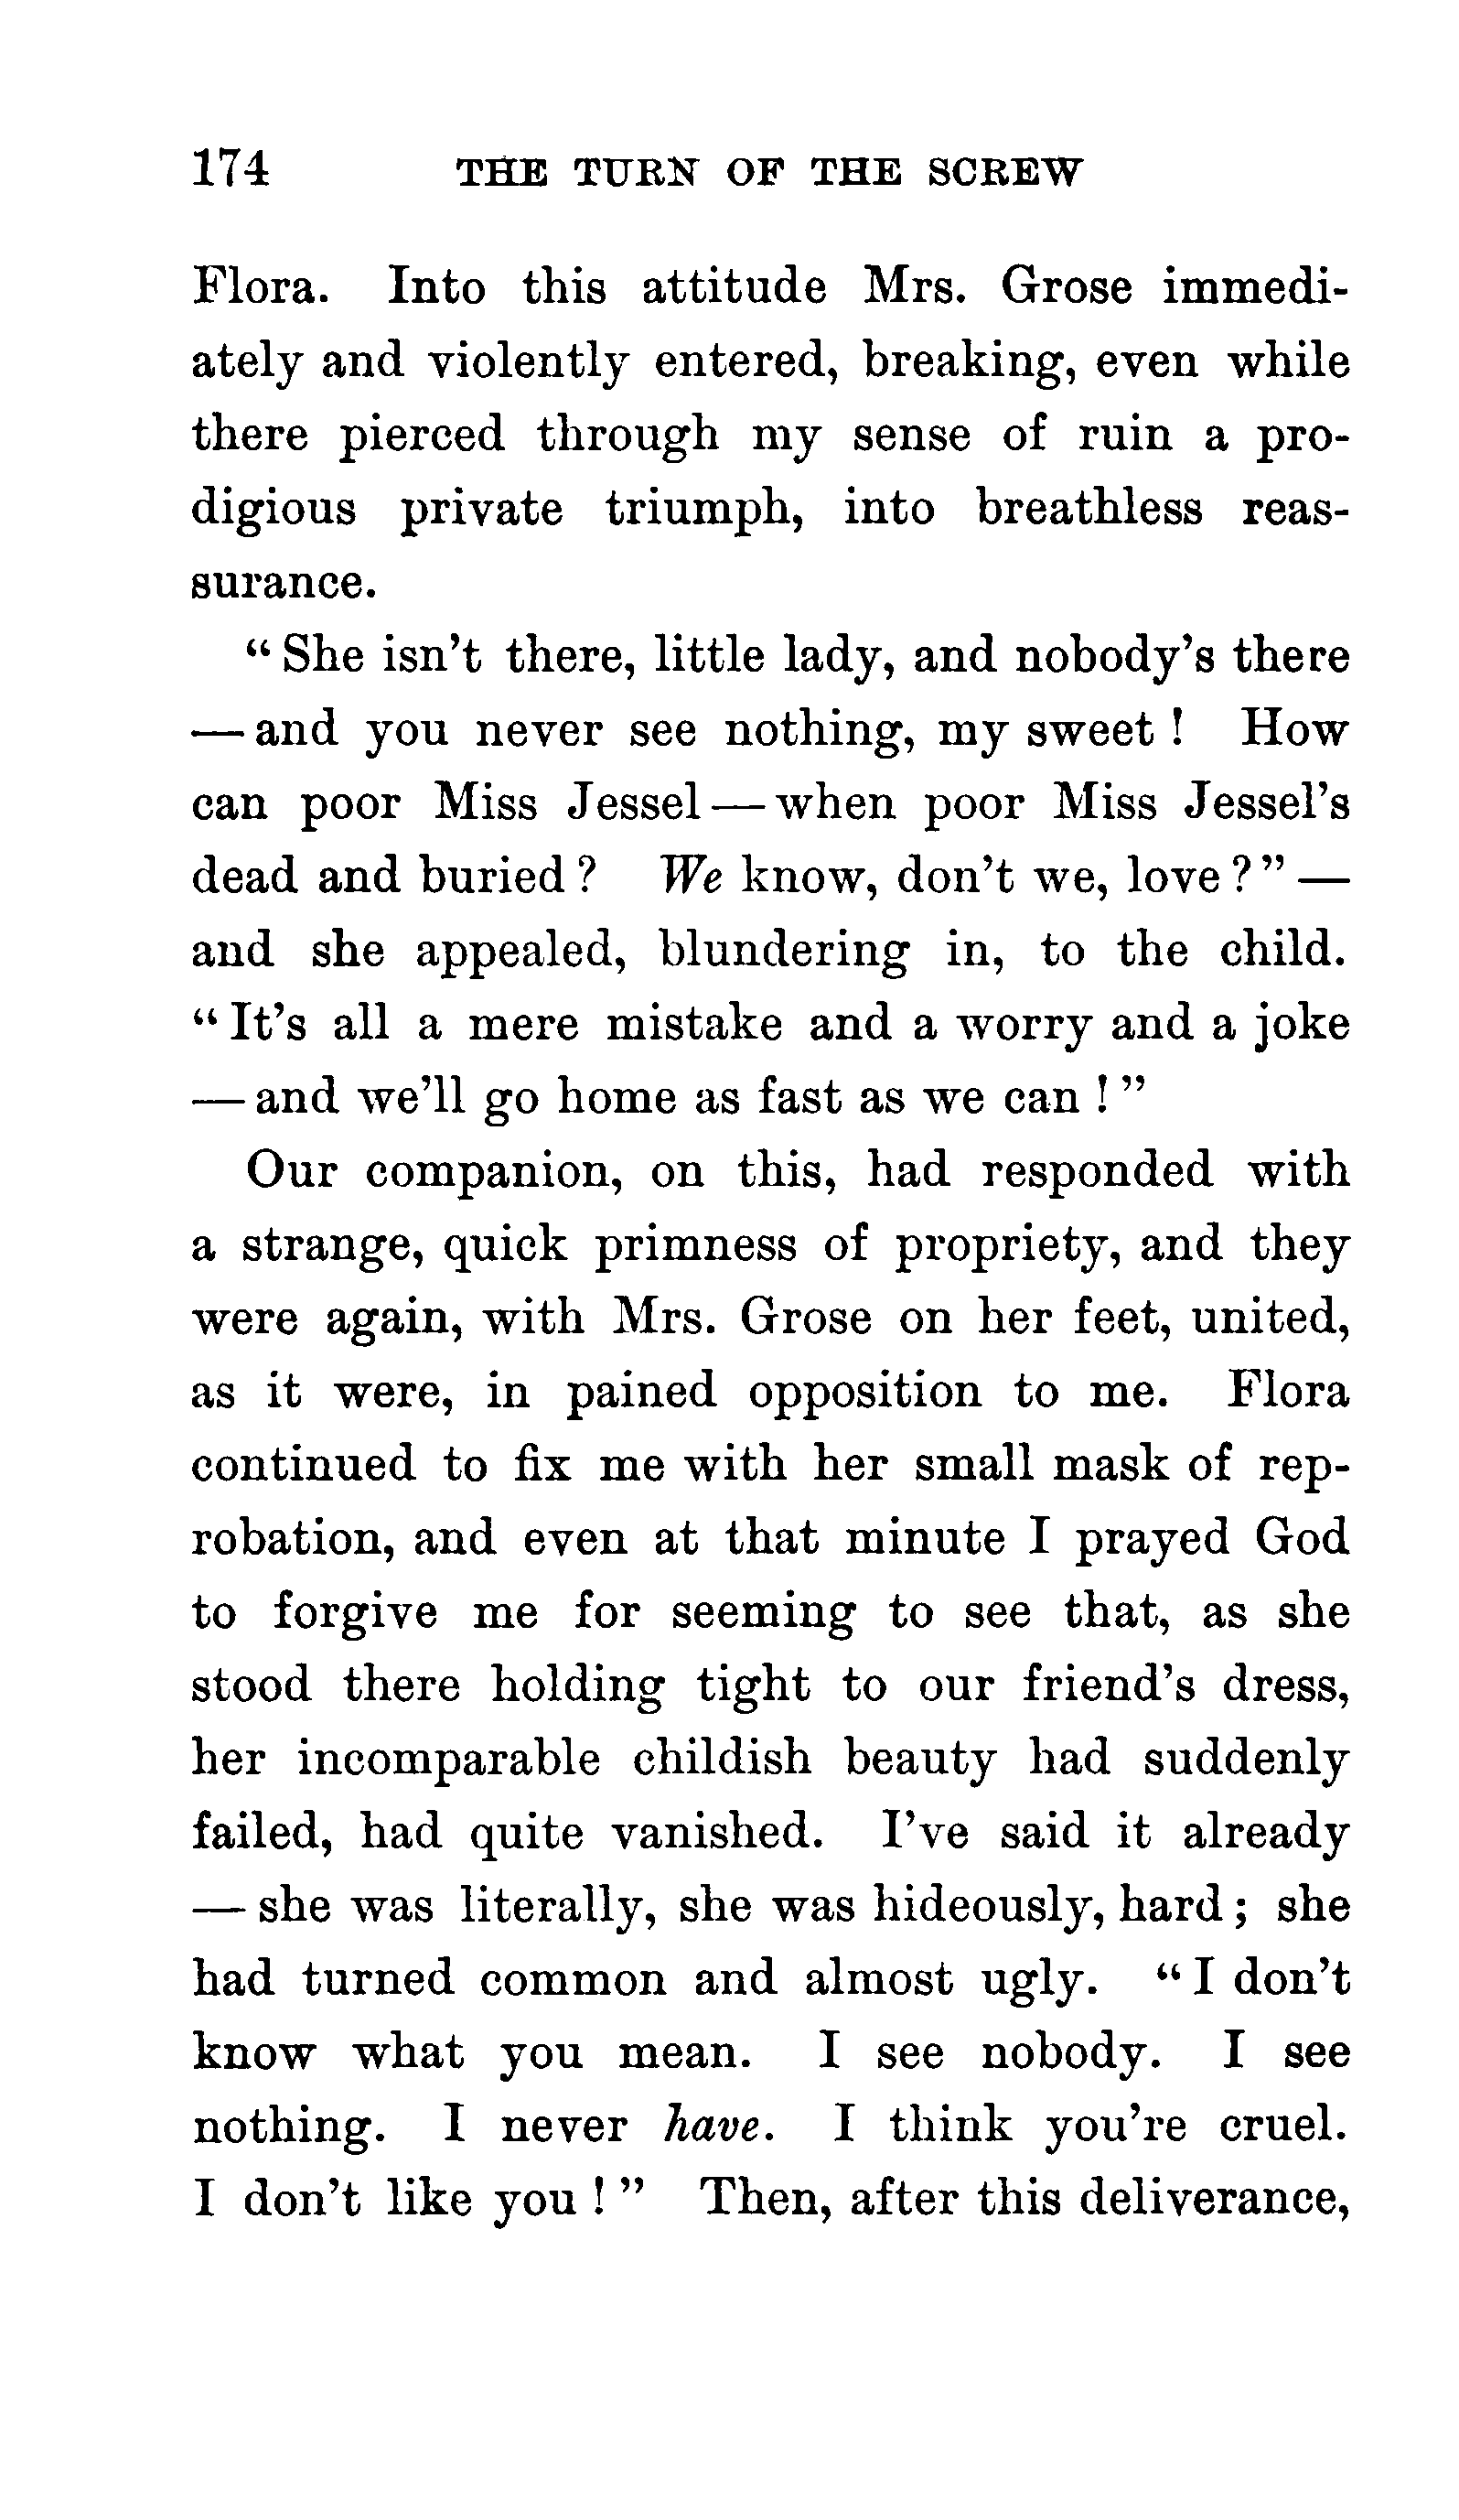 174 THE TURN OF THE SCREW
Flora. Into this attitude Mrs. Grose immedi-
ately and violently entered, breaking, even while
there pierced through my sense of ruin a pro-
digious private triumph, into breathless reas-
surance.
“ She isn’t there, little lady, and nobody’s there
— and you never see nothing, my sweet ! How
can poor Miss Jessel — when poor Miss Jessel’s
dead and buried ? We know, don’t we, love ? ” —
and she appealed, blundering in, to the child.
“ It’s all a mere mistake and a worry and a joke
— and we’ll go home as fast as we can ! ”
Our companion, on this, had responded with
a strange, quick primness of propriety, and they
were again, with Mrs. Grose on her feet, united,
as it were, in pained opposition to me. Flora
continued to fix me with her small mask of rep-
robation, and even at that minute I prayed God
to forgive me for seeming to see that, as she
stood there holding tight to our friend’s dress,
her incomparable childish beauty had suddenly
failed, had quite vanished. I’ve said it already
— she was literally, she was hideously, hard ; she
had turned common and almost ugly. “ I don’t
know what you mean. I see nobody. I see
nothing. I never have. I think you’re cruel.
I don’t like you ! ” Then, after this deliverance,